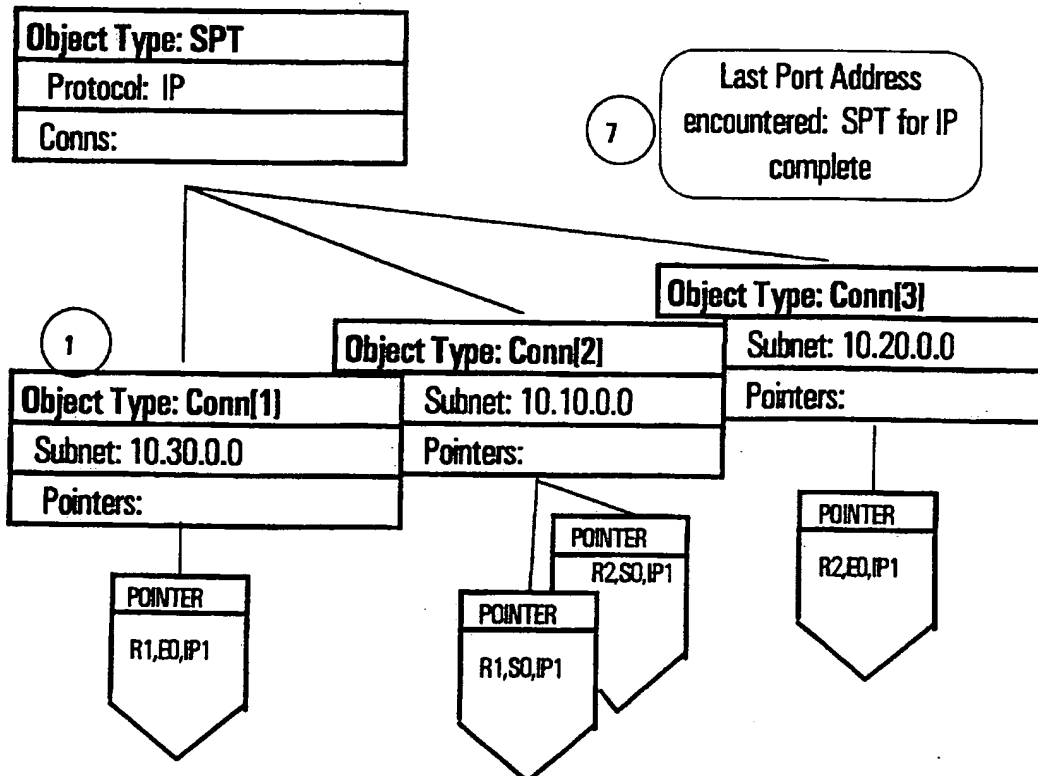 Object Type: SPT
Protocol: IP
Conns:
7
Last Port Address
encountered: SPT for IP
complete
1
Object Type: Conn[1]
Subnet: 10.30.0.0
Pointers:
Object Type: Conn[2]
Subnet: 10.10.0.0
Pointers:
Object Type: Conn[3]
Subnet: 10.20.0.0
Pointers:
POINTER
R1,E0,IP1
POINTER
R1,S0,IP1
POINTER
R2,S0,IP1
POINTER
R2,E0,IP1